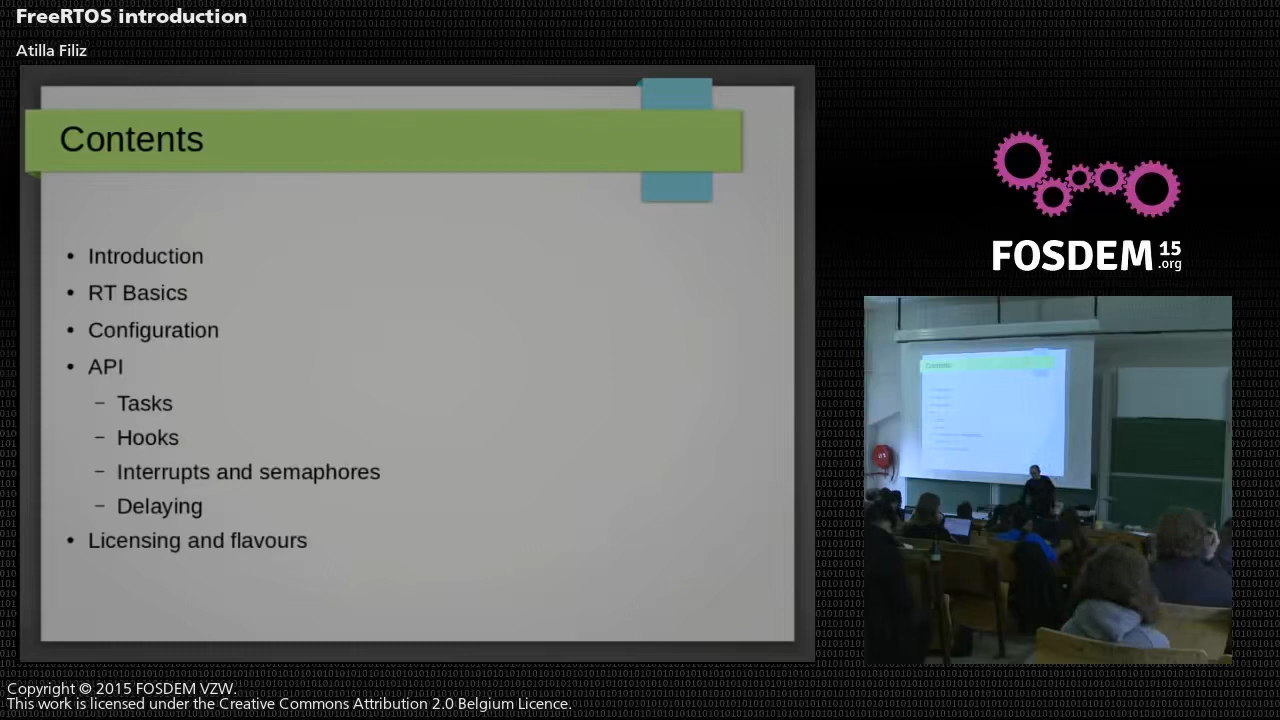 FreeRTOS introduction
Atilla Filiz
Contents
• Introduction
• RT Basics
• Configuration
• API
– Tasks
– Hooks
– Interrupts and semaphores
– Delaying
• Licensing and flavours
FOSDEM 15
.org
Contents
Copyright © 2015 FOSDEM VZW.
This work is licensed under the Creative Commons Attribution 2.0 Belgium Licence.